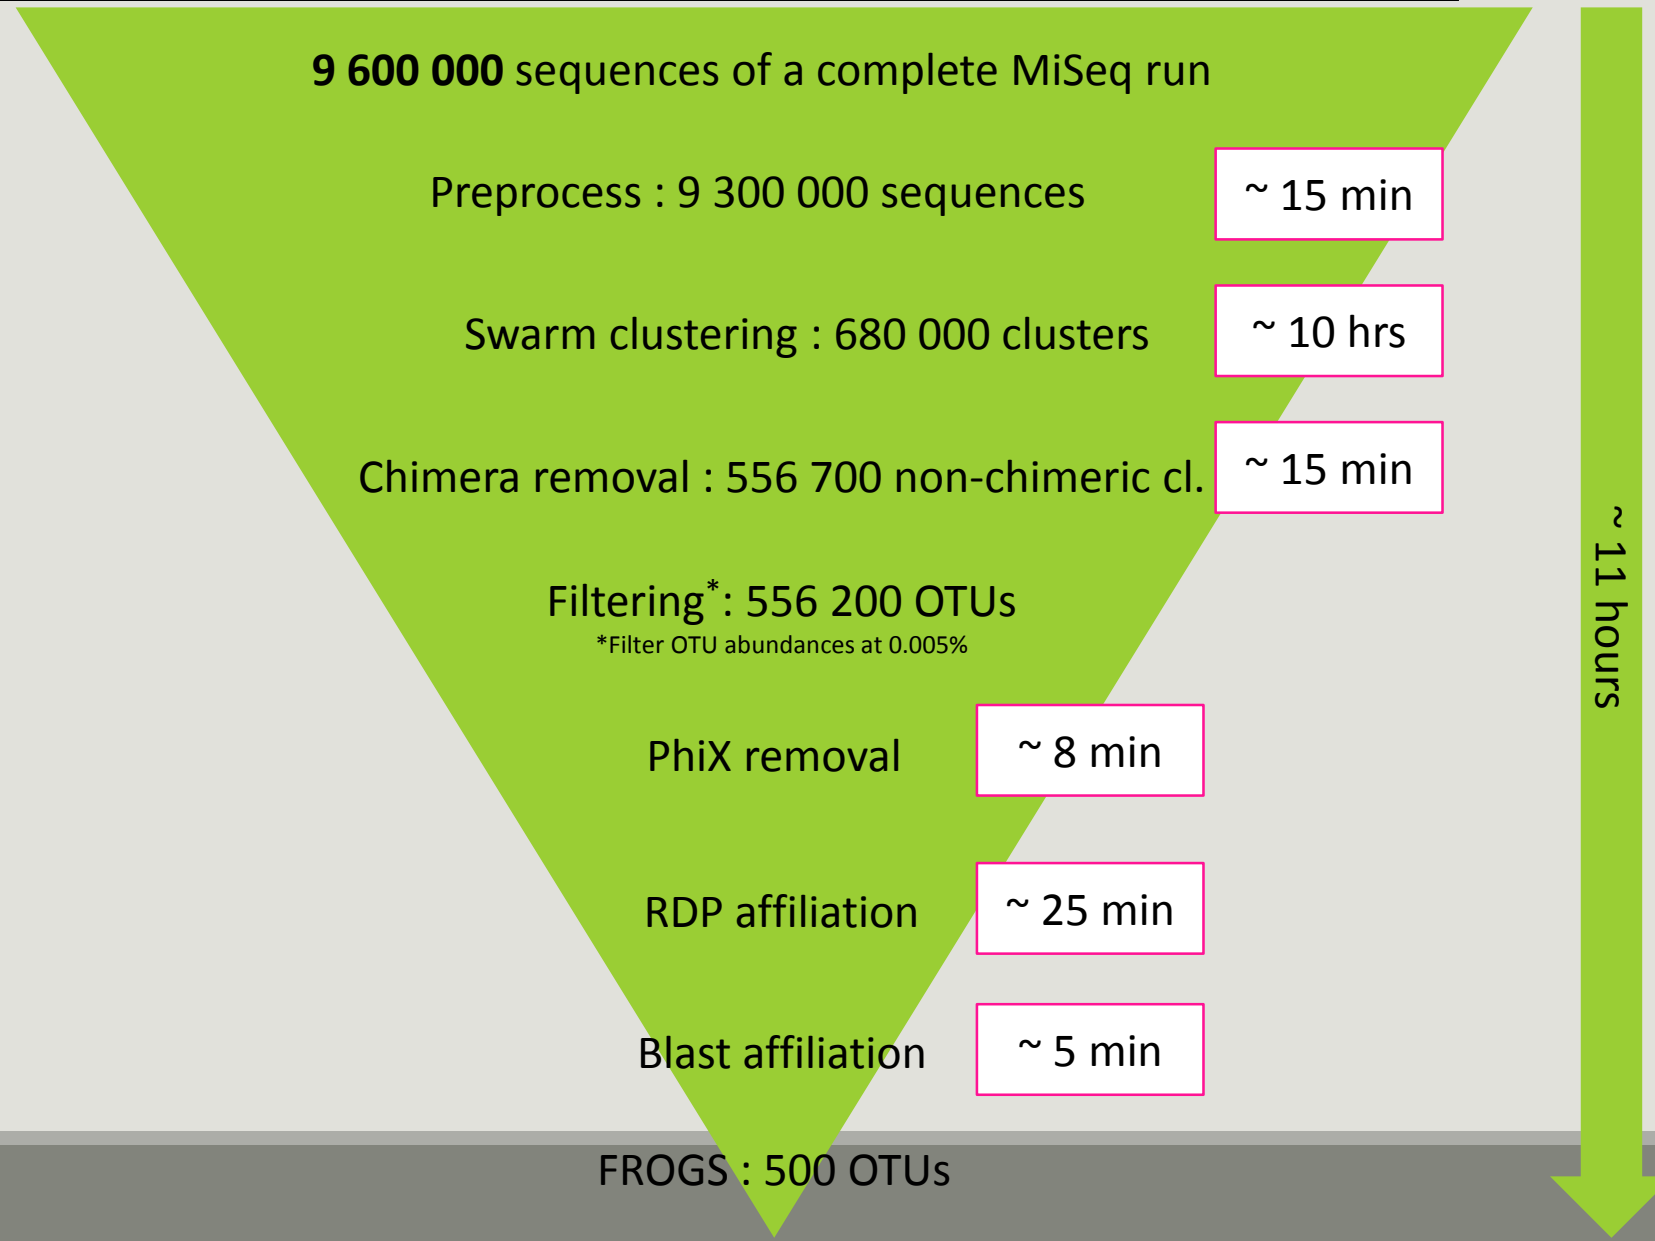 9 600 000 sequences of a complete MiSeq run
Preprocess : 9 300 000 sequences
~ 15 min
Swarm clustering : 680 000 clusters
~ 10 hrs
Chimera removal : 556 700 non-chimeric cl.
~ 15 min
Filtering*: 556 200 OTUs
*Filter OTU abundances at 0.005%
PhiX removal
~ 8 min
RDP affiliation
~ 25 min
Blast affiliation
~ 5 min
FROGS : 500 OTUs
~ 11 hours